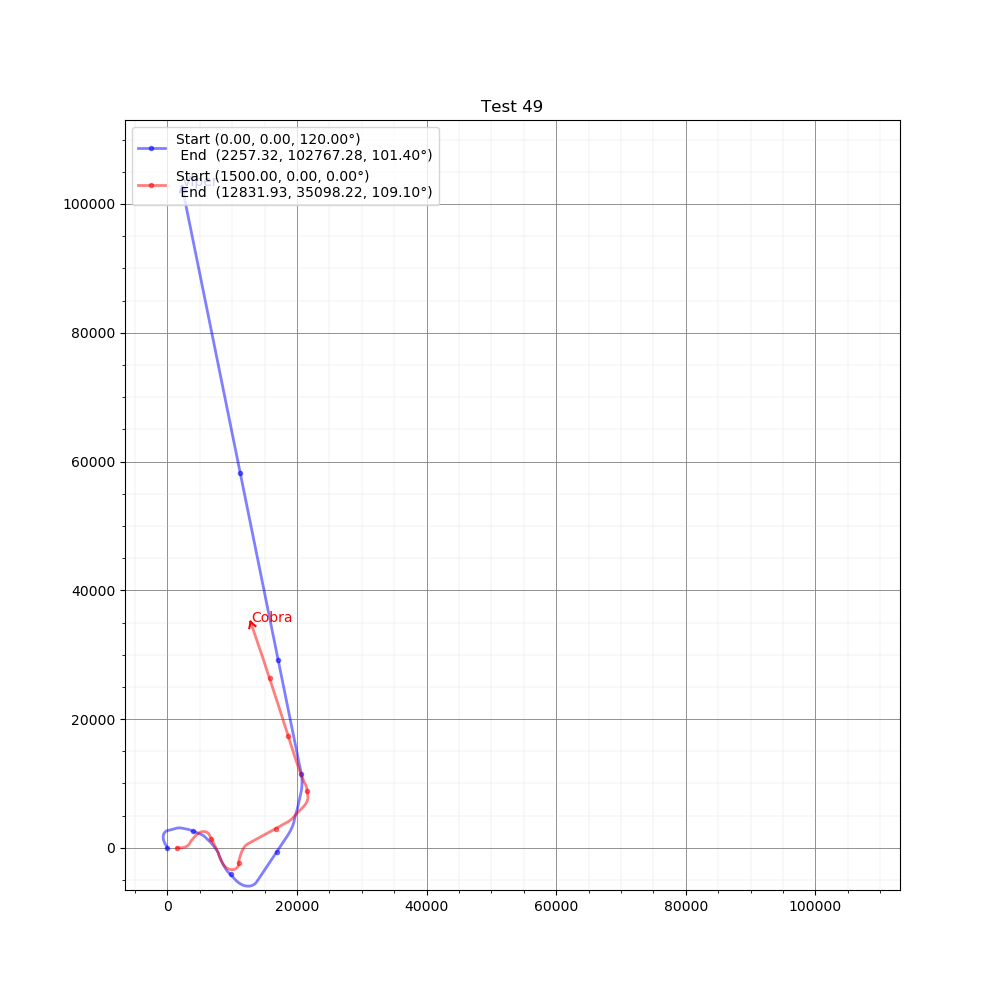 Test 49
Start (0.00, 0.00, 120.00°)
End (2257.32, 102767.28, 101.40°)
Start (1500.00, 0.00, 0.00°)
End (12831.93, 35098.22, 109.10°)
Viper
100000
80000
60000
40000
20000
0
Cobra
0 20000 40000 60000 80000 100000